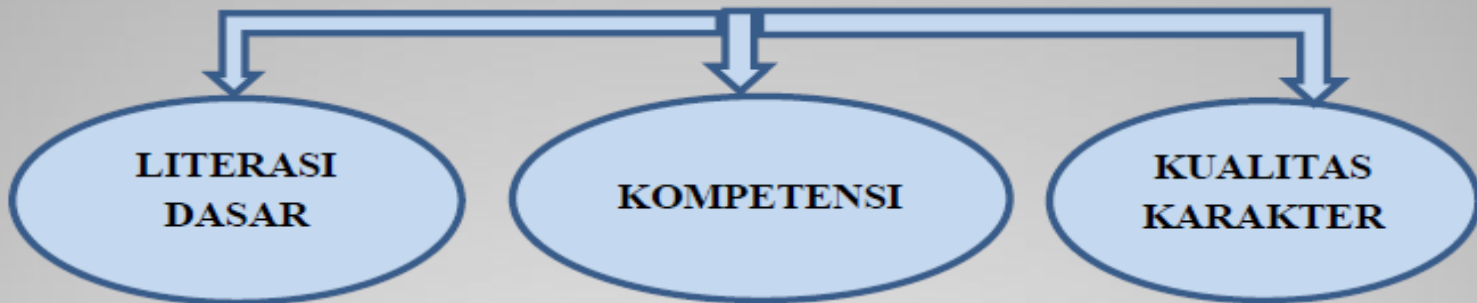 LITERASI
DASAR
KOMPETENSI
KUALITAS
KARAKTER